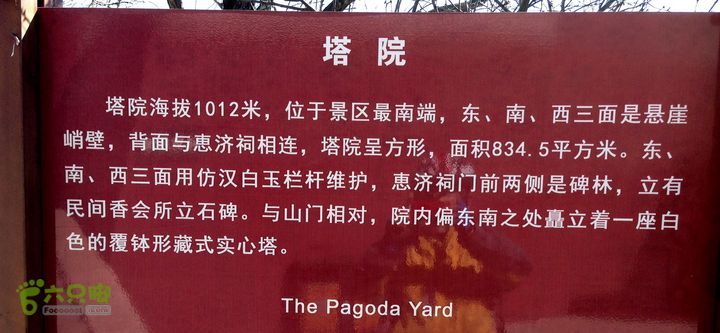 塔院
塔院海拔1012米，位于景区最南端，东、南、西三面是悬崖
峭壁，背面与惠济祠相连，塔院呈方形，面积834.5平方米。东、
南、西三面用仿汉白玉栏杆维护，惠济祠门前两侧是碑林，立有
民间香会所立石碑。与山门相对，院内偏东南之处矗立着一座白
色的覆钵形藏式实心塔。
六只脚
The Pagoda Yard